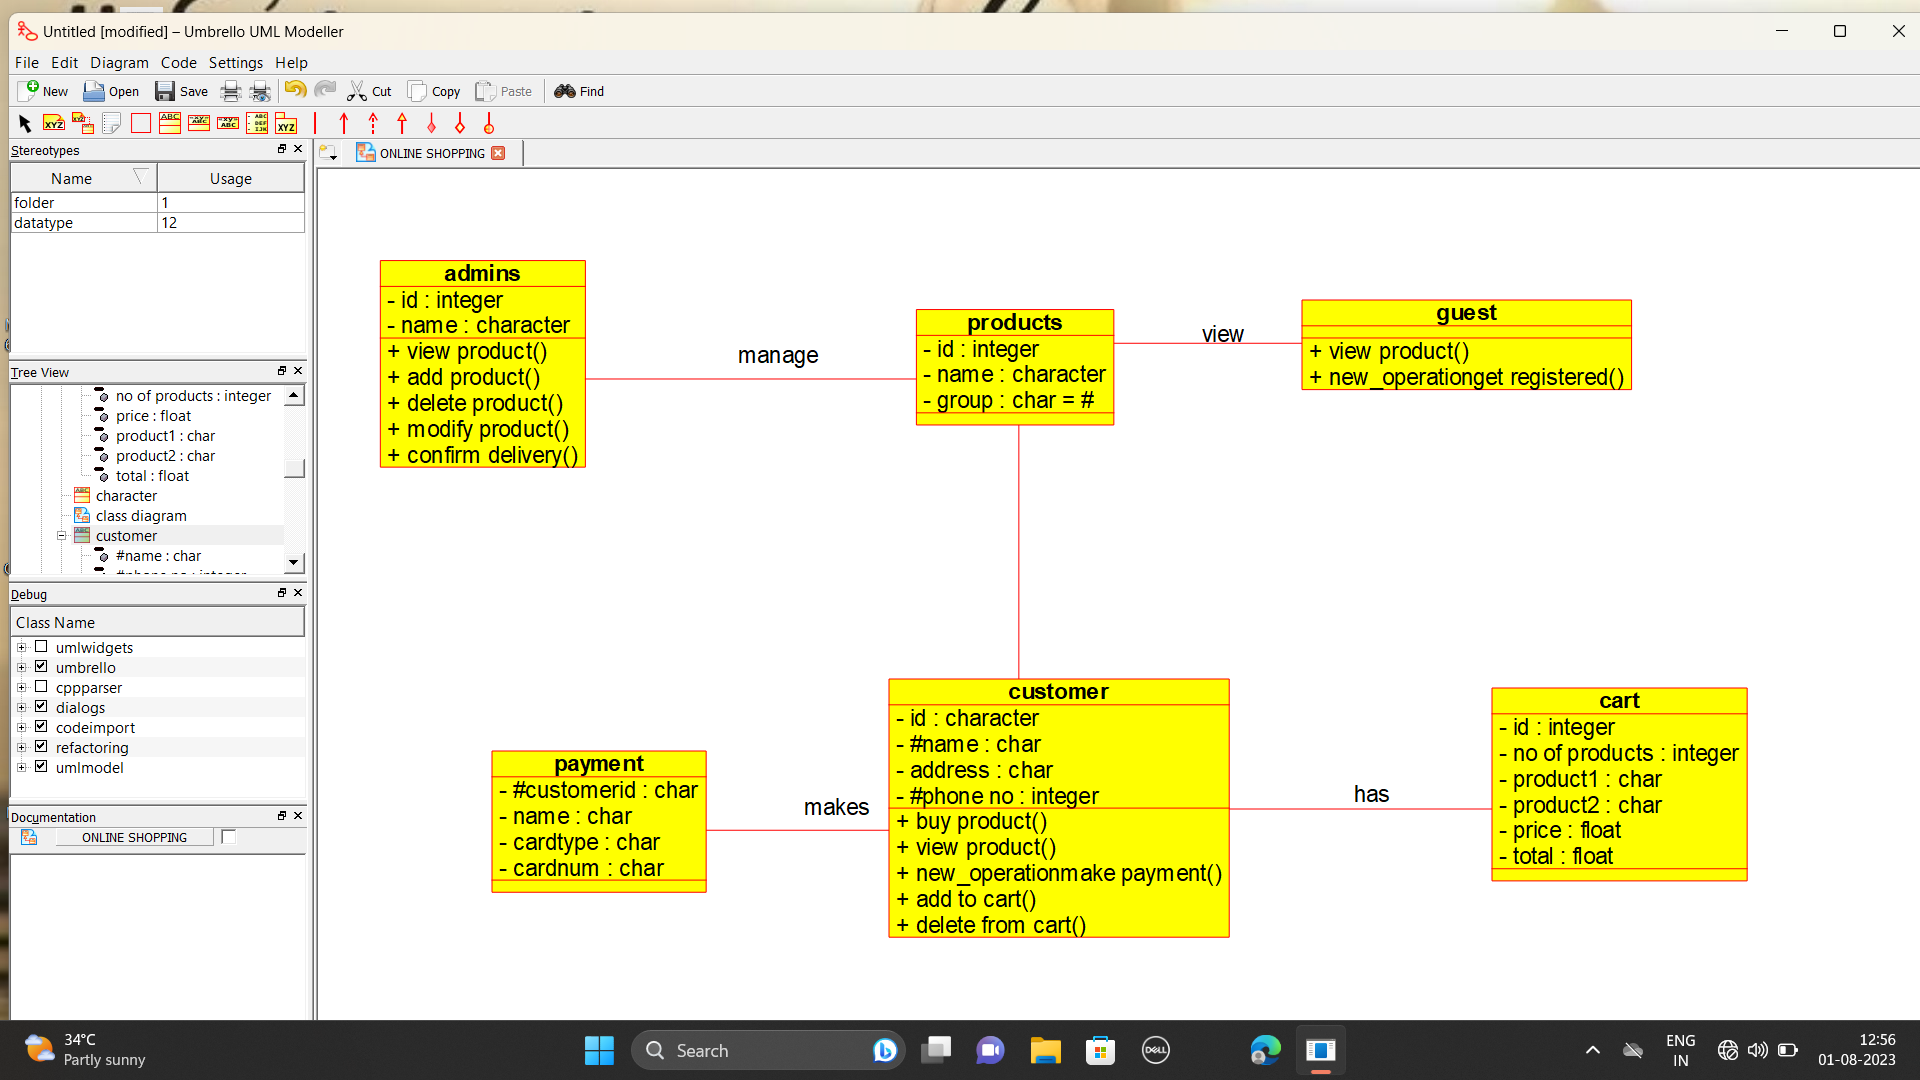 Untitled [modified] – Umbrello UML Modeller
File Edit Diagram Code Settings Help
New Open Save Cut Copy Paste Find
Stereotypes
Name Usage
folder 1
datatype 12
Tree View
no of products : integer
price : float
product1 : char
product2 : char
total : float
character
class diagram
customer
#name : char
#phone no : integer
Debug
Class Name
umlwidgets
umbrello
cppparser
dialogs
codeimport
refactoring
umlmodel
Documentation
ONLINE SHOPPING
ONLINE SHOPPING
admins
- id : integer
- name : character
+ view product()
+ add product()
+ delete product()
+ modify product()
+ confirm delivery()
manage
products
- id : integer
- name : character
- group : char = #
view
guest
+ view product()
+ new_operationget registered()
payment
- #customerid : char
- name : char
- cardtype : char
- cardnum : char
makes
customer
- id : character
- #name : char
- address : char
- #phone no : integer
+ buy product()
+ view product()
+ new_operationmake payment()
+ add to cart()
+ delete from cart()
has
cart
- id : integer
- no of products : integer
- product1 : char
- product2 : char
- price : float
- total : float
34°C
Partly sunny
Search
DELL
ENG
IN
12:56
01-08-2023